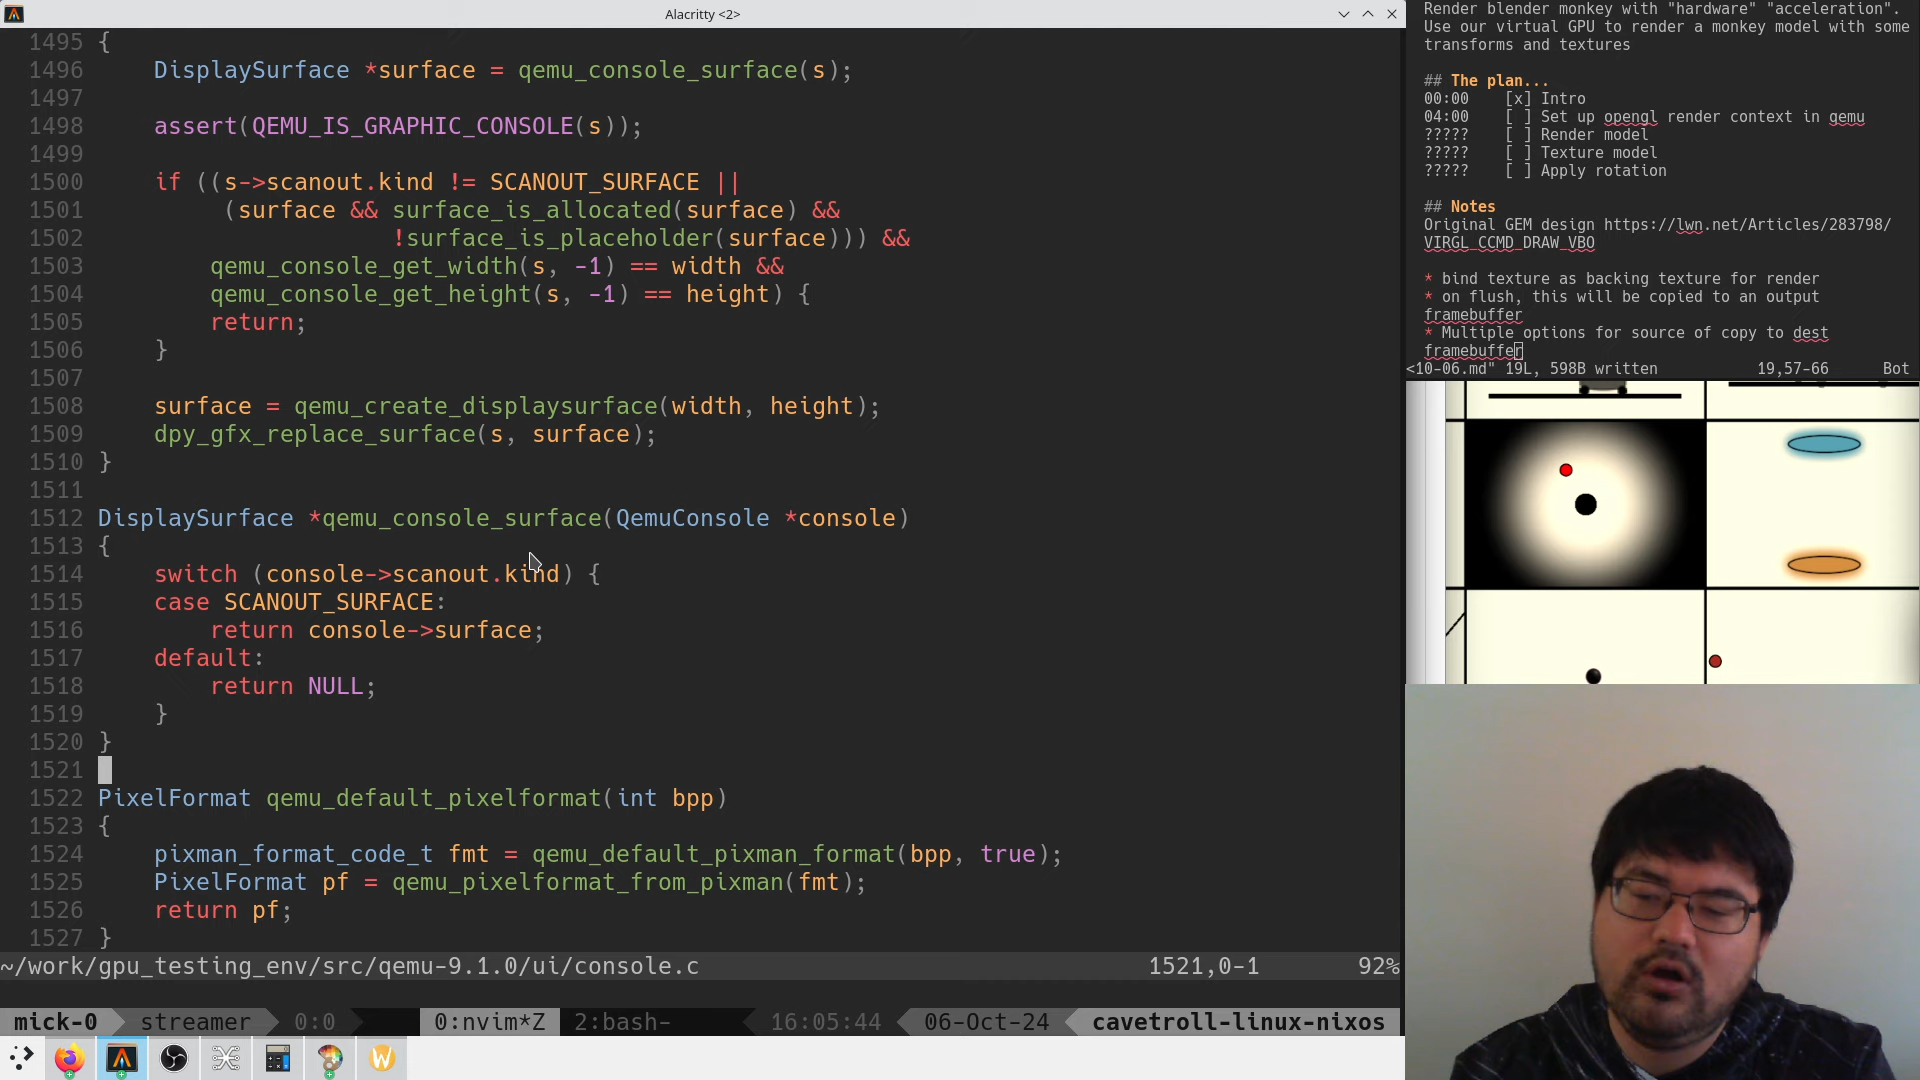 Alacritty <2>
1495 {
1496     DisplaySurface *surface = qemu_console_surface(s);
1497
1498     assert(QEMU_IS_GRAPHIC_CONSOLE(s));
1499
1500     if ((s->scanout.kind != SCANOUT_SURFACE ||
1501          (surface && surface_is_allocated(surface) &&
1502                      !surface_is_placeholder(surface))) &&
1503         qemu_console_get_width(s, -1) == width &&
1504         qemu_console_get_height(s, -1) == height) {
1505         return;
1506     }
1507
1508     surface = qemu_create_displaysurface(width, height);
1509     dpy_gfx_replace_surface(s, surface);
1510 }
1511
1512 DisplaySurface *qemu_console_surface(QemuConsole *console)
1513 {
1514     switch (console->scanout.kind) {
1515     case SCANOUT_SURFACE:
1516         return console->surface;
1517     default:
1518         return NULL;
1519     }
1520 }
1521
1522 PixelFormat qemu_default_pixelformat(int bpp)
1523 {
1524     pixman_format_code_t fmt = qemu_default_pixman_format(bpp, true);
1525     PixelFormat pf = qemu_pixelformat_from_pixman(fmt);
1526     return pf;
1527 }
~/work/gpu_testing_env/src/qemu-9.1.0/ui/console.c 1521,0-1 92%
mick-0 streamer 0:0 0:nvim*Z 2:bash- 16:05:44 06-Oct-24 cavetroll-linux-nixos
Render blender monkey with "hardware" "acceleration".
Use our virtual GPU to render a monkey model with some
transforms and textures
## The plan...
00:00 [x] Intro
04:00 [ ] Set up opengl render context in qemu
????? [ ] Render model
????? [ ] Texture model
????? [ ] Apply rotation
## Notes
Original GEM design https://lwn.net/Articles/283798/
VIRGL_CCMD_DRAW_VBO
* bind texture as backing texture for render
* on flush, this will be copied to an output
framebuffer
* Multiple options for source of copy to dest
framebuffer
<10-06.md" 19L, 598B written 19,57-66 Bot